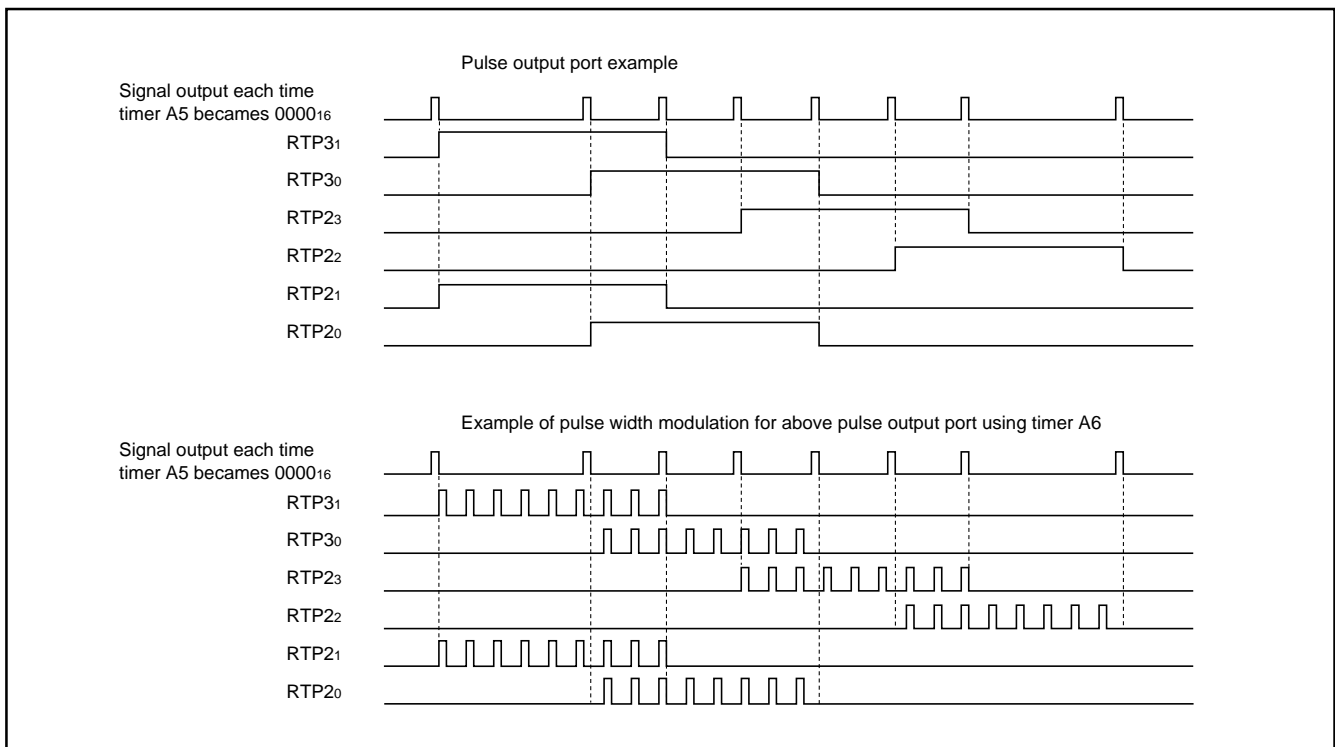 Pulse output port example
Signal output each time
timer A5 becames 0000₁₆
RTP3₁
RTP3₀
RTP2₃
RTP2₂
RTP2₁
RTP2₀
Example of pulse width modulation for above pulse output port using timer A6
Signal output each time
timer A5 becames 0000₁₆
RTP3₁
RTP3₀
RTP2₃
RTP2₂
RTP2₁
RTP2₀